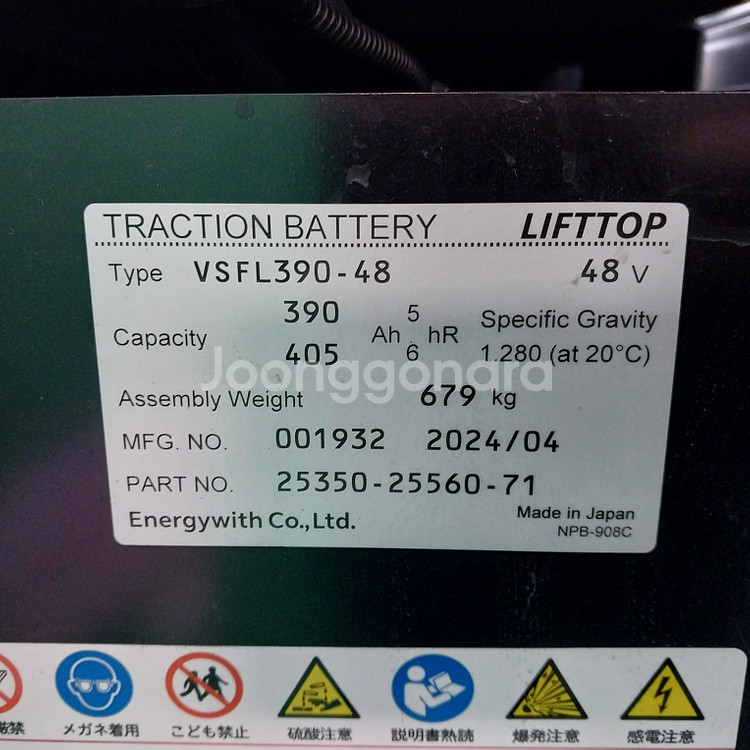 TRACTION BATTERY LIFTTOP
Type VSFL390-48 48 V
Capacity 390 Ah 5 hR Specific Gravity
405 6 1.280 (at 20°C)
Joonggonara
Assembly Weight 679 kg
MFG. NO. 001932 2024/04
PART NO. 25350-25560-71
Energywith Co.,Ltd. Made in Japan
NPB-908C
メガネ着用 こども禁止 硫酸注意 説明書熟読 爆発注意 感電注意